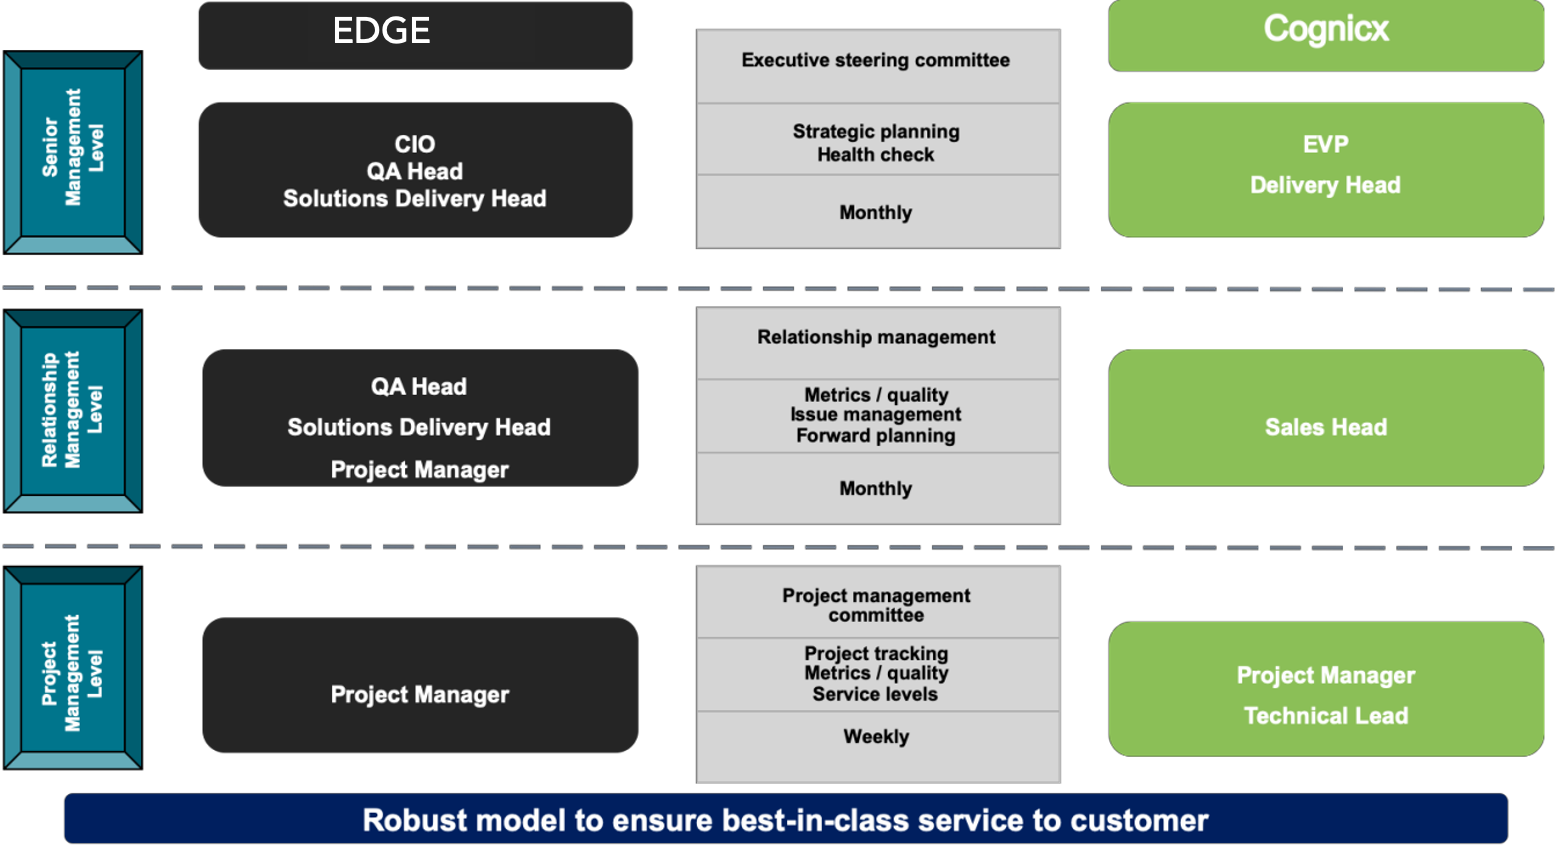 EDGE
Cognicx
Senior
Management
Level
CIO
QA Head
Solutions Delivery Head
Executive steering committee
Strategic planning
Health check
Monthly
EVP
Delivery Head
Relationship
Management
Level
QA Head
Solutions Delivery Head
Project Manager
Relationship management
Metrics / quality
Issue management
Forward planning
Monthly
Sales Head
Project
Management
Level
Project Manager
Project management
committee
Project tracking
Metrics / quality
Service levels
Weekly
Project Manager
Technical Lead
Robust model to ensure best-in-class service to customer